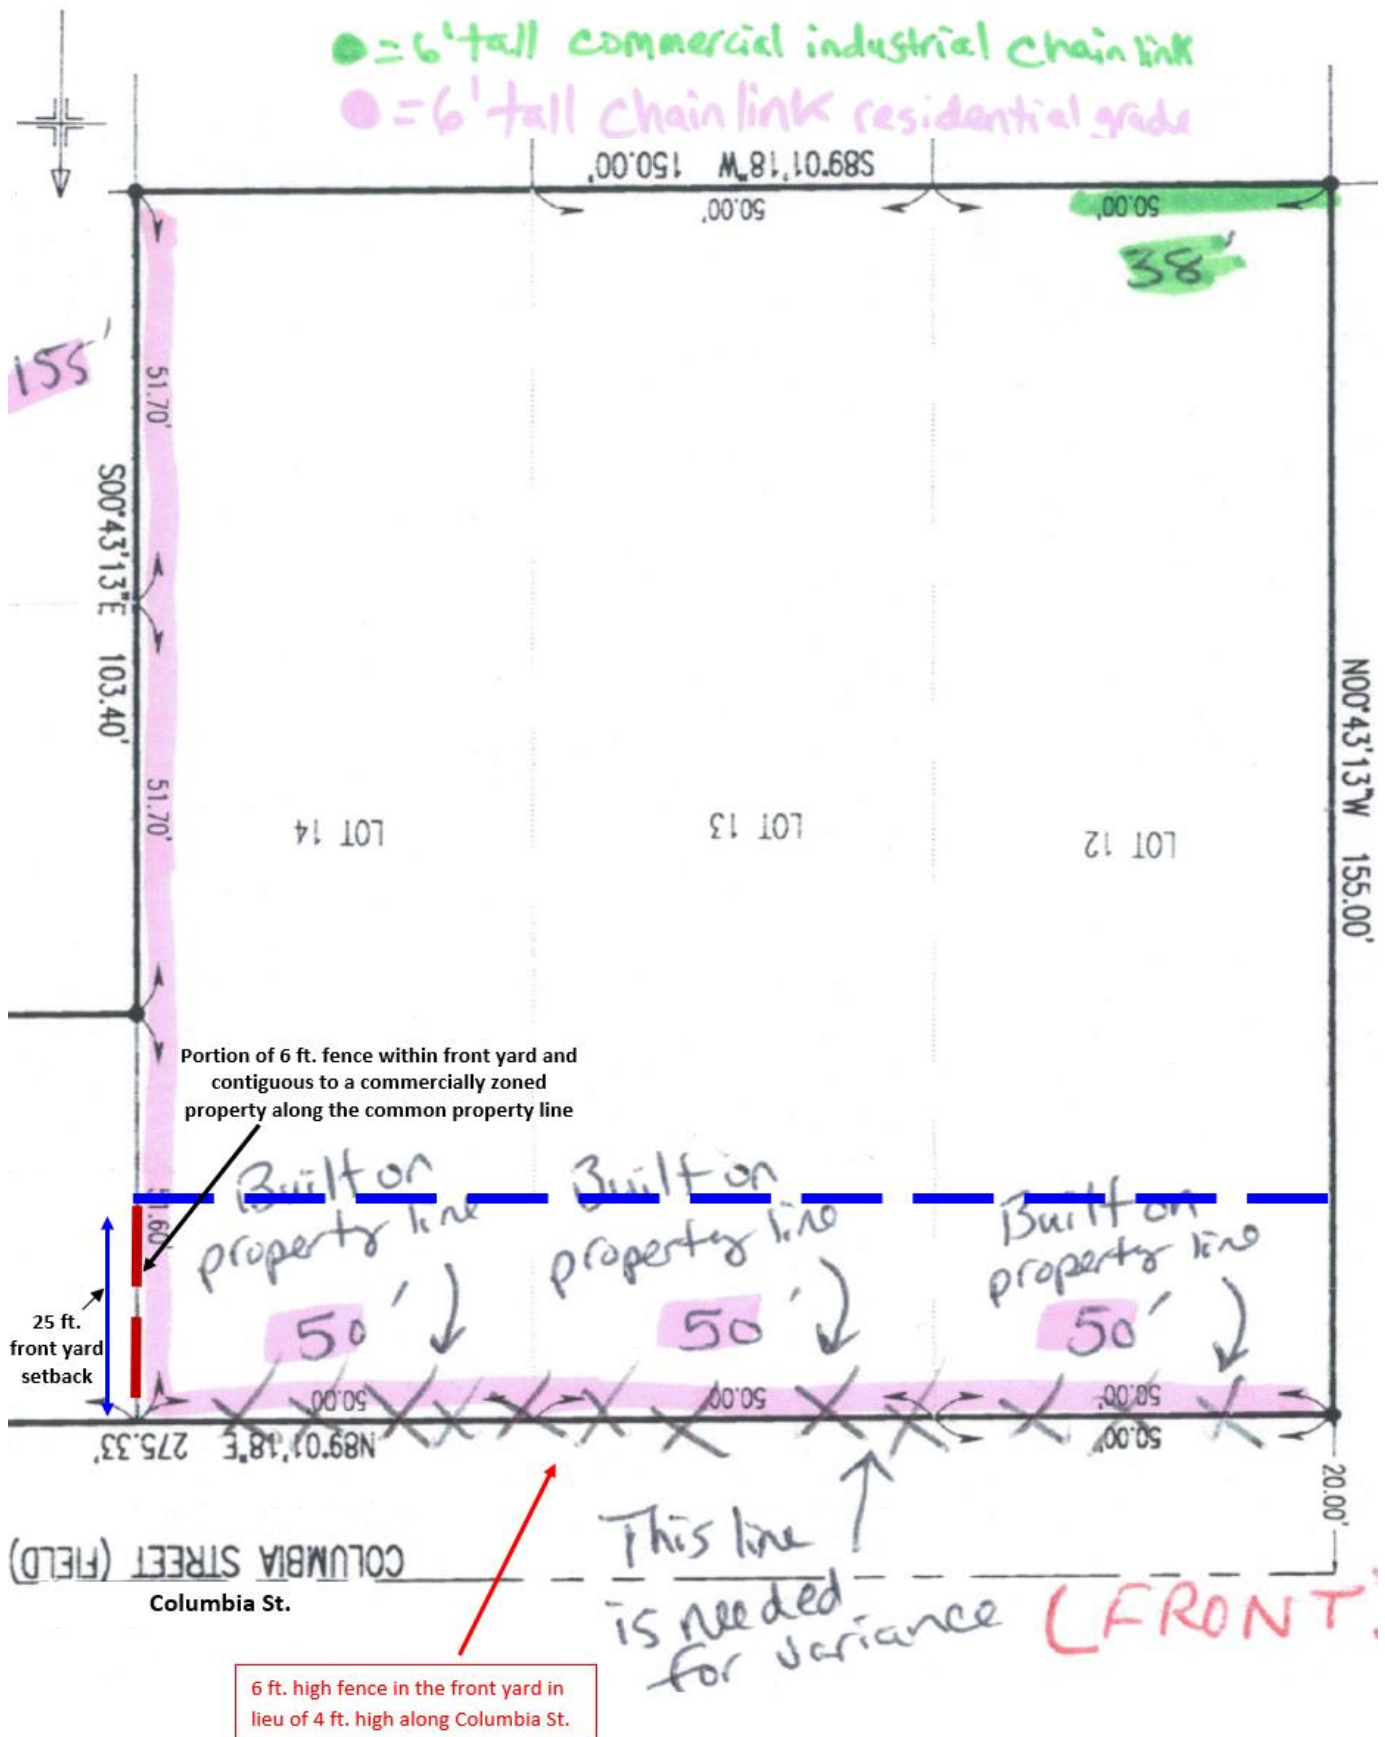 = 6' tall commercial industrial chain link
= 6' tall chain link residential grade
S89°01'18"W 150.00'
50.00'
50.00'
38'
155'
51.70'
S00°43'13"E 103.40'
51.70'
N00°43'13"W 155.00'
LOT 14
LOT 13
LOT 12
Portion of 6 ft. fence within front yard and
contiguous to a commercially zoned
property along the common property line
Built on
property line
Built on
property line
Built on
property line
51.60'
25 ft.
front yard
setback
50'
50'
50'
50.00
50.00'
50.00'
N89°01'18"E 275.33'
50.00'
20.00'
COLUMBIA STREET (FIELD)
Columbia St.
This line
is needed
for variance
(FRONT)
6 ft. high fence in the front yard in
lieu of 4 ft. high along Columbia St.